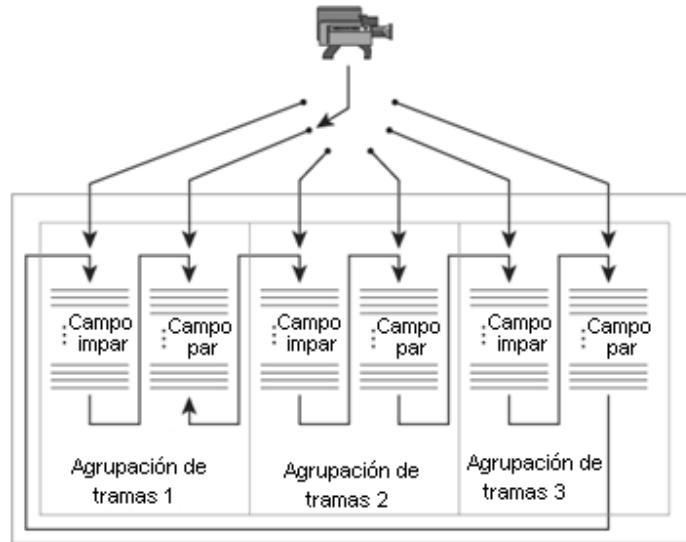 Campo
impar
Campo
par
Campo
impar
Campo
par
Campo
impar
Campo
par
Agrupación de
tramas 1
Agrupación de
tramas 2
Agrupación de
tramas 3